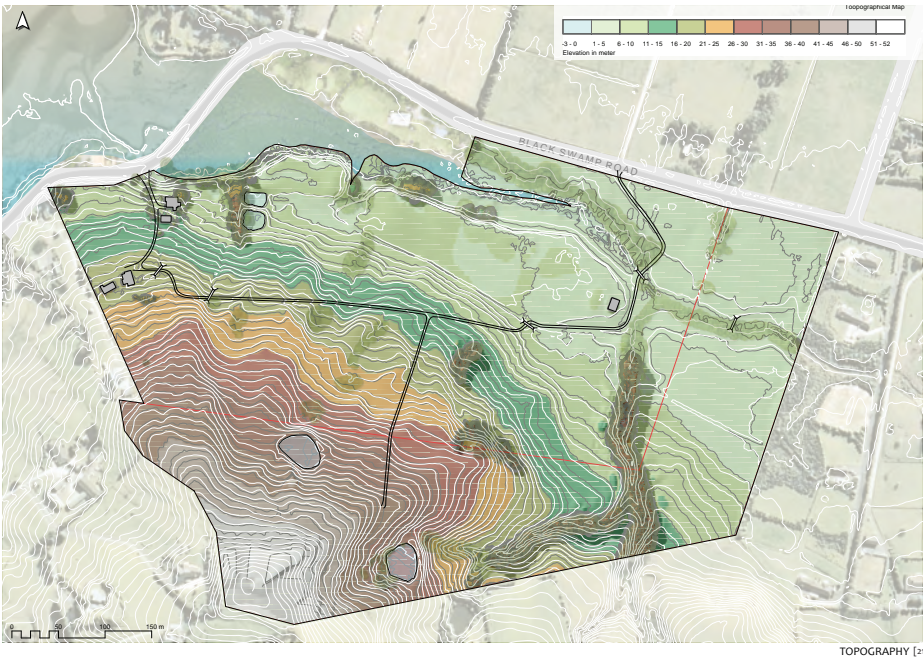 Toopographical Map
-3 - 0 1 - 5 6 - 10 11 - 15 16 - 20 21 - 25 26 - 30 31 - 35 36 - 40 41 - 45 46 - 50 51 - 52
Elevation in meter
BLACK SWAMP ROAD
0 50 100 150 m
TOPOGRAPHY [